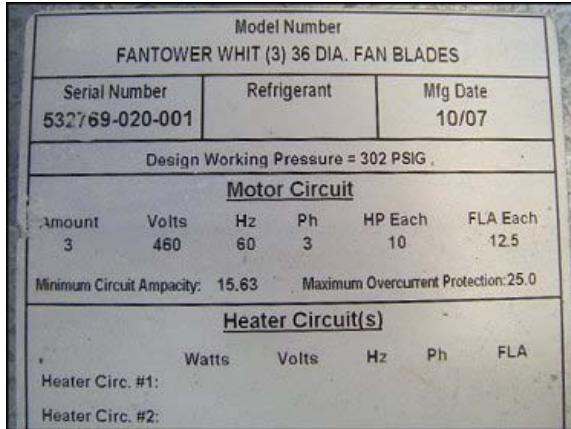 Model Number
FANTOWER WHIT (3) 36 DIA. FAN BLADES
Serial Number Refrigerant Mfg Date
532769-020-001 10/07
Design Working Pressure = 302 PSIG
Motor Circuit
Amount Volts Hz Ph HP Each FLA Each
3 460 60 3 10 12.5
Minimum Circuit Ampacity: 15.63 Maximum Overcurrent Protection: 25.0
Heater Circuit(s)
Watts Volts Hz Ph FLA
Heater Circ. #1:
Heater Circ. #2: